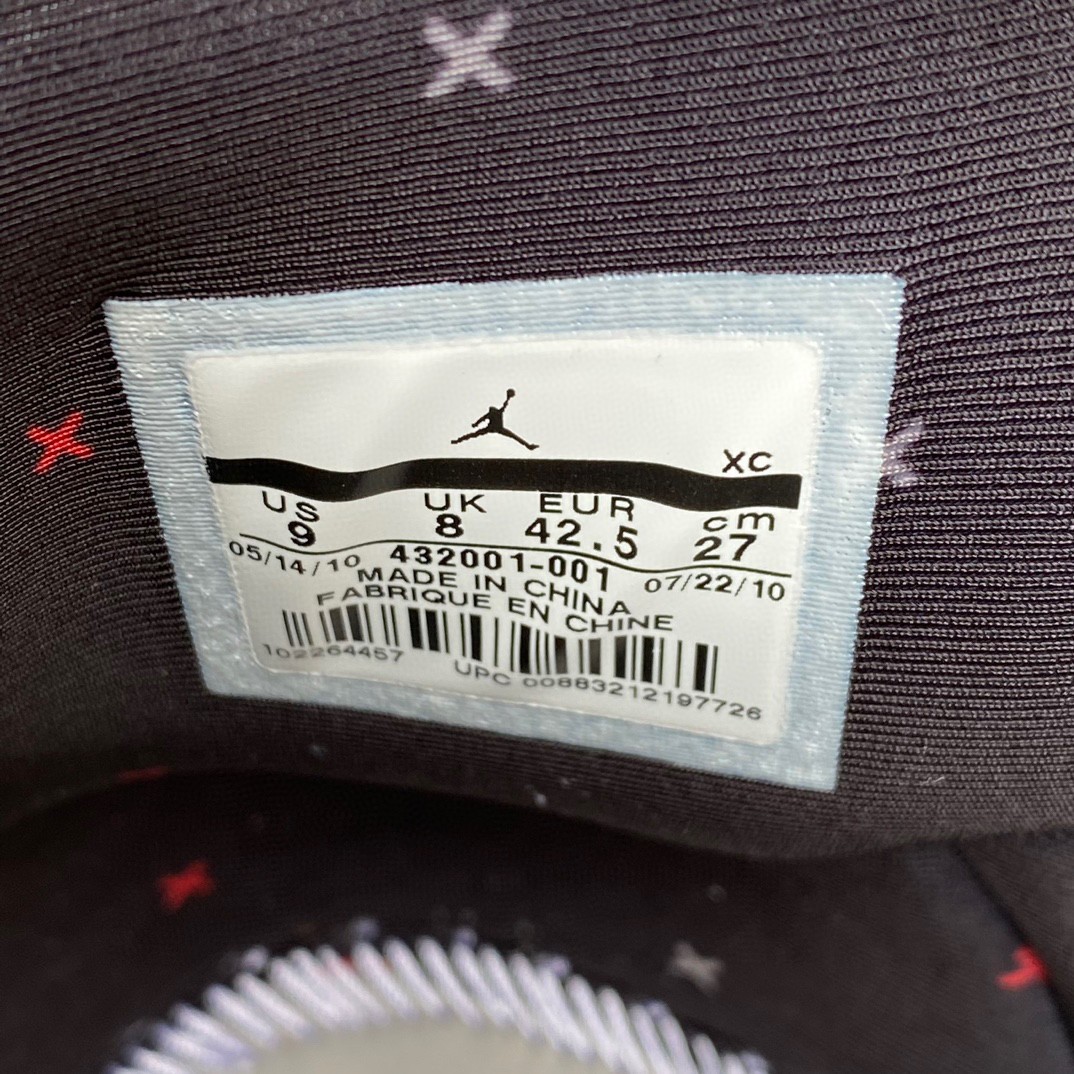 XC
US UK EUR cm
9 8 42.5 27
05/14/10 432001-001 07/22/10
MADE IN CHINA
FABRIQUE EN CHINE
102264457 UPC 00883212197726